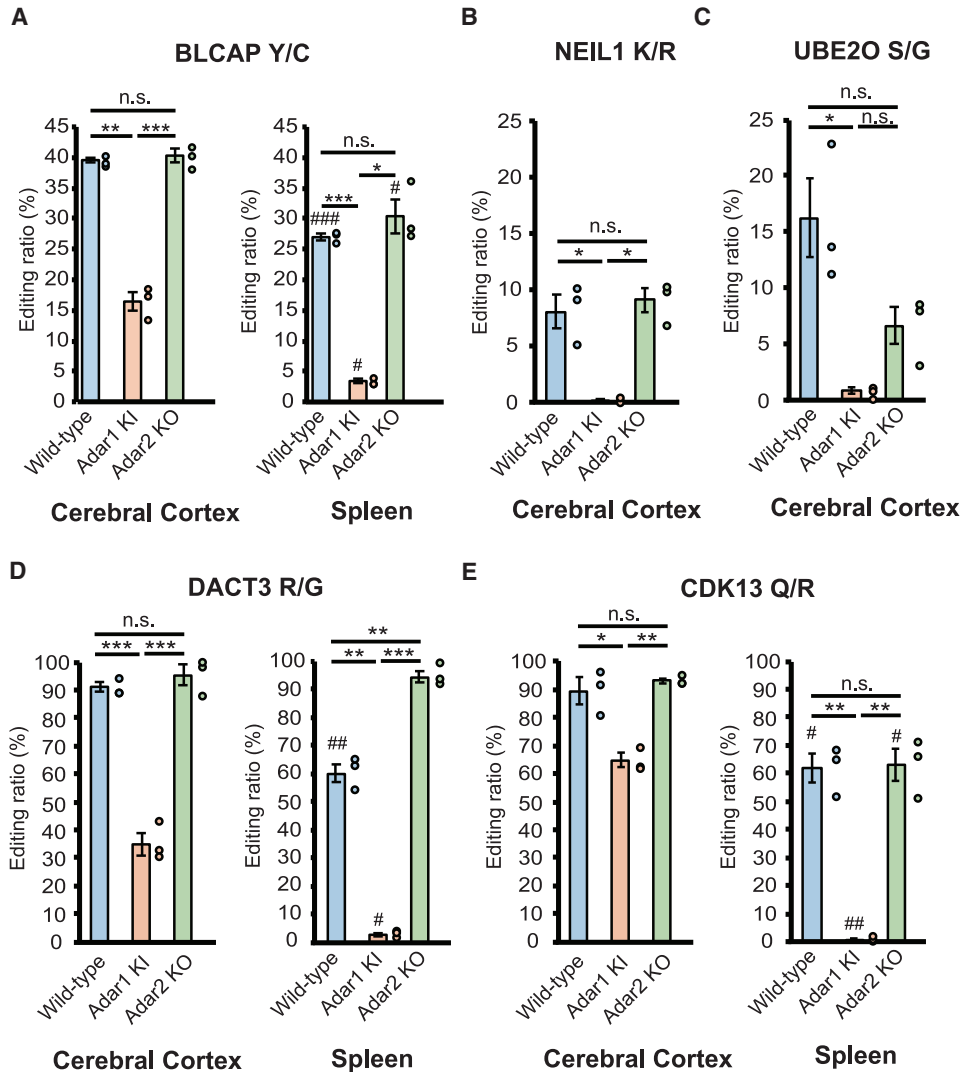 A
BLCAP Y/C
n.s.
** ***
45
40
35
30
25
20
15
10
5
0
Editing ratio (%)
Wild-type
Adar1 KI
Adar2 KO
Cerebral Cortex
n.s.
*
*** #
###
#
45
40
35
30
25
20
15
10
5
0
Editing ratio (%)
Wild-type
Adar1 KI
Adar2 KO
Spleen
B
NEIL1 K/R
n.s.
* *
25
20
15
10
5
0
Editing ratio (%)
Wild-type
Adar1 KI
Adar2 KO
Cerebral Cortex
C
UBE2O S/G
n.s.
* n.s.
25
20
15
10
5
0
Editing ratio (%)
Wild-type
Adar1 KI
Adar2 KO
Cerebral Cortex
D
DACT3 R/G
n.s.
*** ***
100
90
80
70
60
50
40
30
20
10
0
Editing ratio (%)
Wild-type
Adar1 KI
Adar2 KO
Cerebral Cortex
**
** ***
##
#
100
90
80
70
60
50
40
30
20
10
0
Editing ratio (%)
Wild-type
Adar1 KI
Adar2 KO
Spleen
E
CDK13 Q/R
n.s.
* **
100
90
80
70
60
50
40
30
20
10
0
Editing ratio (%)
Wild-type
Adar1 KI
Adar2 KO
Cerebral Cortex
n.s.
** **
# #
##
100
90
80
70
60
50
40
30
20
10
0
Editing ratio (%)
Wild-type
Adar1 KI
Adar2 KO
Spleen